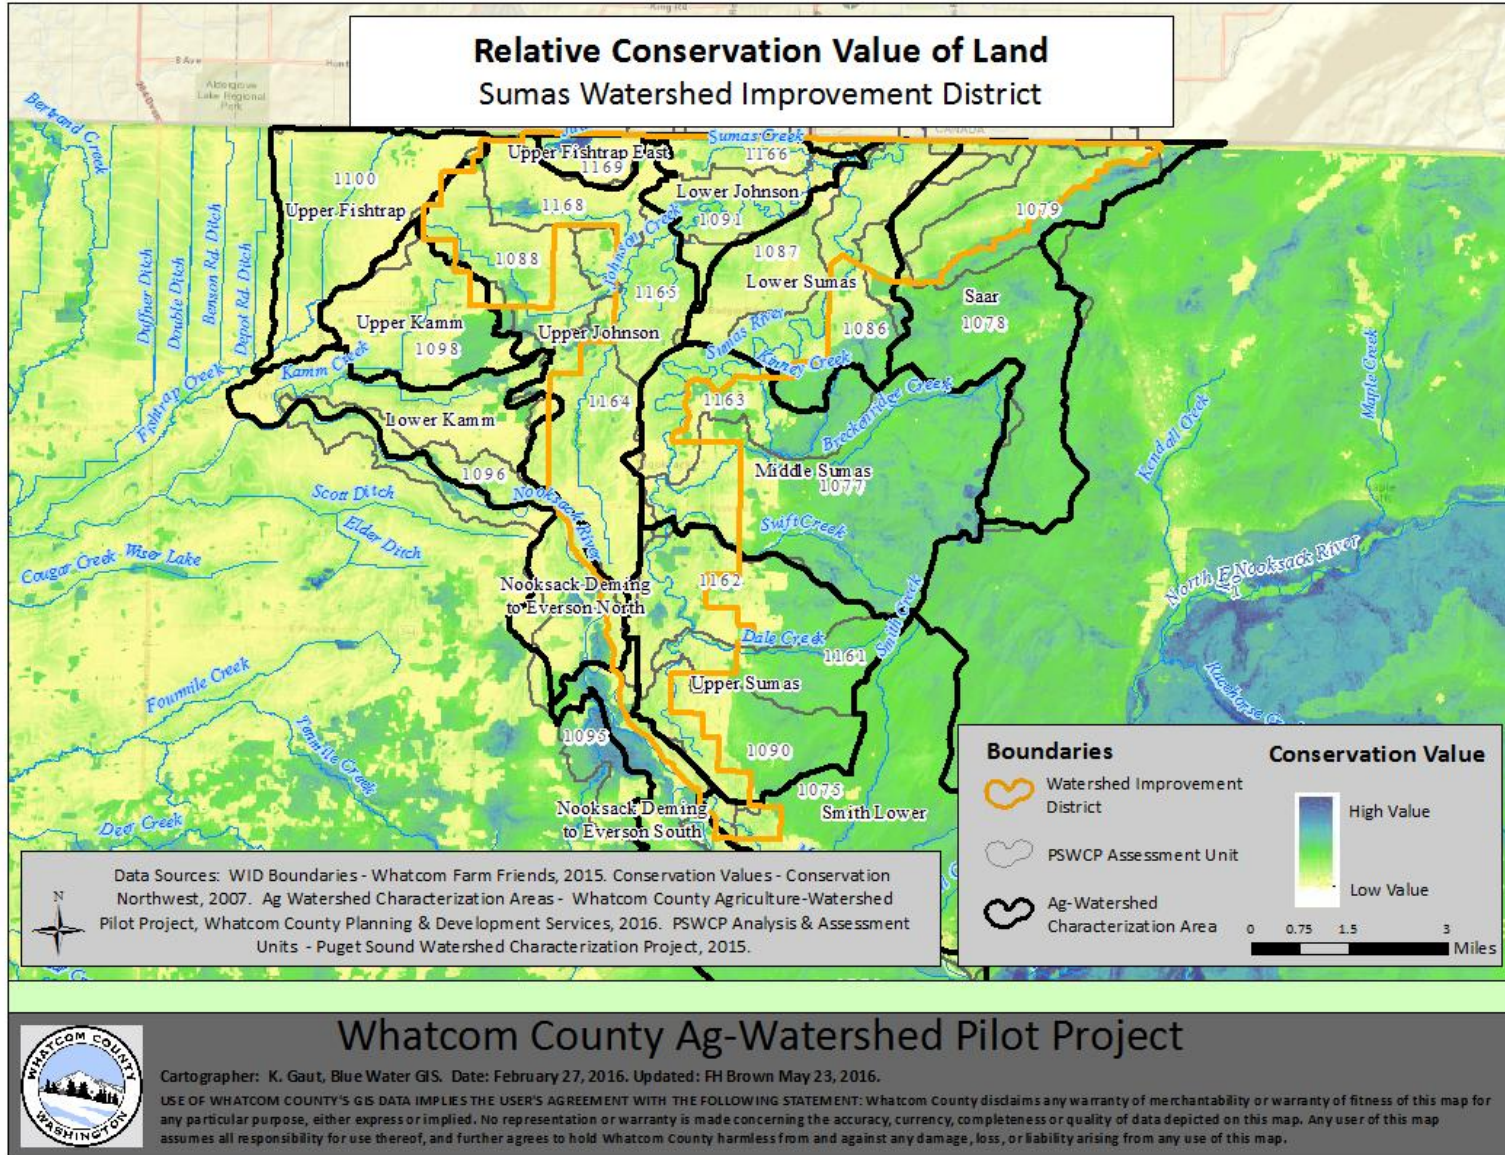 King Rd
8 Ave
264th
Hunt
Aldergrove
Lake Regional
Park
Relative Conservation Value of Land
Sumas Watershed Improvement District
CANADA
Bertrand Creek
Sumas Creek
Upper Fishtrap East
1169
1166
1100
Upper Fishtrap
Lower Johnson
1168
1091
1079
Johnson Creek
1088
1087
Duffner Ditch
Double Ditch
Benson Rd. Ditch
Depot Rd. Ditch
1165
Lower Sumas
Saar
1078
Upper Kamm
1098
Upper Johnson
1086
Sumas River
Kinney Creek
Maple Creek
Fishtrap Creek
Kamm Creek
Lower Kamm
1164
1163
Breckenridge Creek
Kendall Creek
Middle Sumas
1077
1096
Scott Ditch
Nooksack River
Elder Ditch
Swift Creek
Cougar Creek - Wiser Lake
Nooksack Deming
to Everson North
1162
Smith Creek
North F Nooksack River
Dale Creek
1161
Fourmile Creek
Upper Sumas
Racehorse
Tenmile Creek
1095
1090
1075
Nooksack Deming
to Everson South
Smith Lower
Deer Creek
Boundaries
Watershed Improvement
District
PSWCP Assessment Unit
Ag-Watershed
Characterization Area
Conservation Value
High Value
Low Value
0 0.75 1.5 3
Miles
N
Data Sources: WID Boundaries - Whatcom Farm Friends, 2015. Conservation Values - Conservation
Northwest, 2007. Ag Watershed Characterization Areas - Whatcom County Agriculture-Watershed
Pilot Project, Whatcom County Planning & Development Services, 2016. PSWCP Analysis & Assessment
Units - Puget Sound Watershed Characterization Project, 2015.
WHATCOM COUNTY
WASHINGTON
Whatcom County Ag-Watershed Pilot Project
Cartographer: K. Gaut, Blue Water GIS. Date: February 27, 2016. Updated: FH Brown May 23, 2016.
USE OF WHATCOM COUNTY'S GIS DATA IMPLIES THE USER'S AGREEMENT WITH THE FOLLOWING STATEMENT: Whatcom County disclaims any warranty of merchantability or warranty of fitness of this map for
any particular purpose, either express or implied. No representation or warranty is made concerning the accuracy, currency, completeness or quality of data depicted on this map. Any user of this map
assumes all responsibility for use thereof, and further agrees to hold Whatcom County harmless from and against any damage, loss, or liability arising from any use of this map.